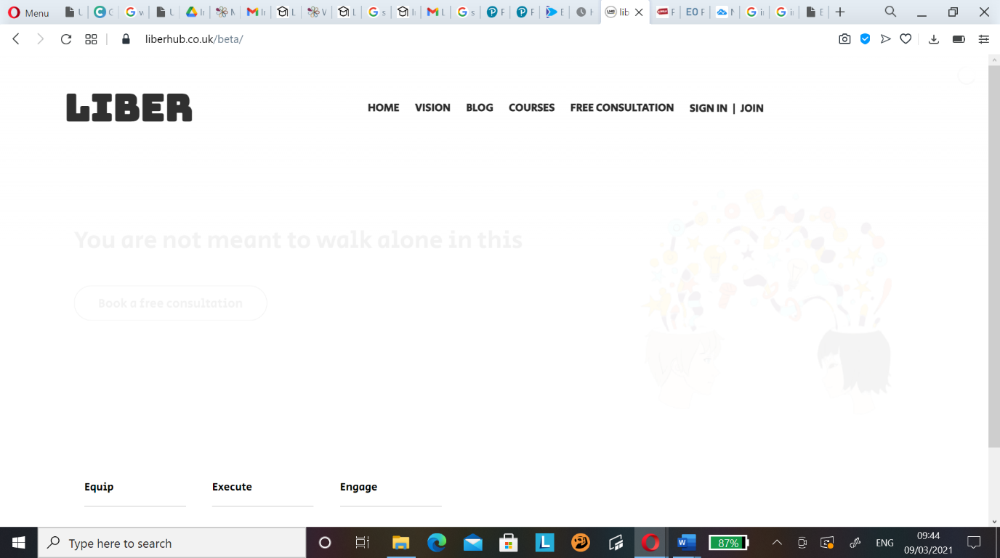 Menu
lib
EO
liberhub.co.uk/beta/
LIBER
HOME VISION BLOG COURSES FREE CONSULTATION SIGN IN | JOIN
You are not meant to walk alone in this
Book a free consultation
Equip Execute Engage
Type here to search
87%
ENG
09:44
09/03/2021